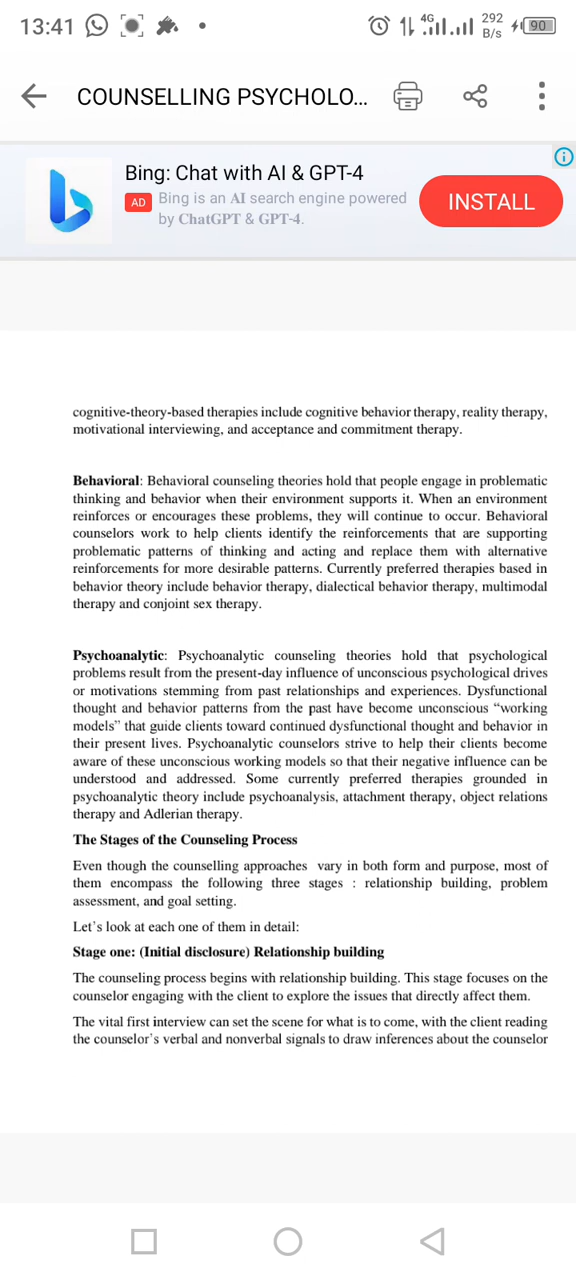 13:41
4G
292
B/s
90
COUNSELLING PSYCHOLO...
Bing: Chat with AI & GPT-4
AD Bing is an AI search engine powered
by ChatGPT & GPT-4.
INSTALL
cognitive-theory-based therapies include cognitive behavior therapy, reality therapy,
motivational interviewing, and acceptance and commitment therapy.
Behavioral: Behavioral counseling theories hold that people engage in problematic
thinking and behavior when their environment supports it. When an environment
reinforces or encourages these problems, they will continue to occur. Behavioral
counselors work to help clients identify the reinforcements that are supporting
problematic patterns of thinking and acting and replace them with alternative
reinforcements for more desirable patterns. Currently preferred therapies based in
behavior theory include behavior therapy, dialectical behavior therapy, multimodal
therapy and conjoint sex therapy.
Psychoanalytic: Psychoanalytic counseling theories hold that psychological
problems result from the present-day influence of unconscious psychological drives
or motivations stemming from past relationships and experiences. Dysfunctional
thought and behavior patterns from the past have become unconscious “working
models” that guide clients toward continued dysfunctional thought and behavior in
their present lives. Psychoanalytic counselors strive to help their clients become
aware of these unconscious working models so that their negative influence can be
understood and addressed. Some currently preferred therapies grounded in
psychoanalytic theory include psychoanalysis, attachment therapy, object relations
therapy and Adlerian therapy.
The Stages of the Counseling Process
Even though the counselling approaches vary in both form and purpose, most of
them encompass the following three stages : relationship building, problem
assessment, and goal setting.
Let’s look at each one of them in detail:
Stage one: (Initial disclosure) Relationship building
The counseling process begins with relationship building. This stage focuses on the
counselor engaging with the client to explore the issues that directly affect them.
The vital first interview can set the scene for what is to come, with the client reading
the counselor’s verbal and nonverbal signals to draw inferences about the counselor